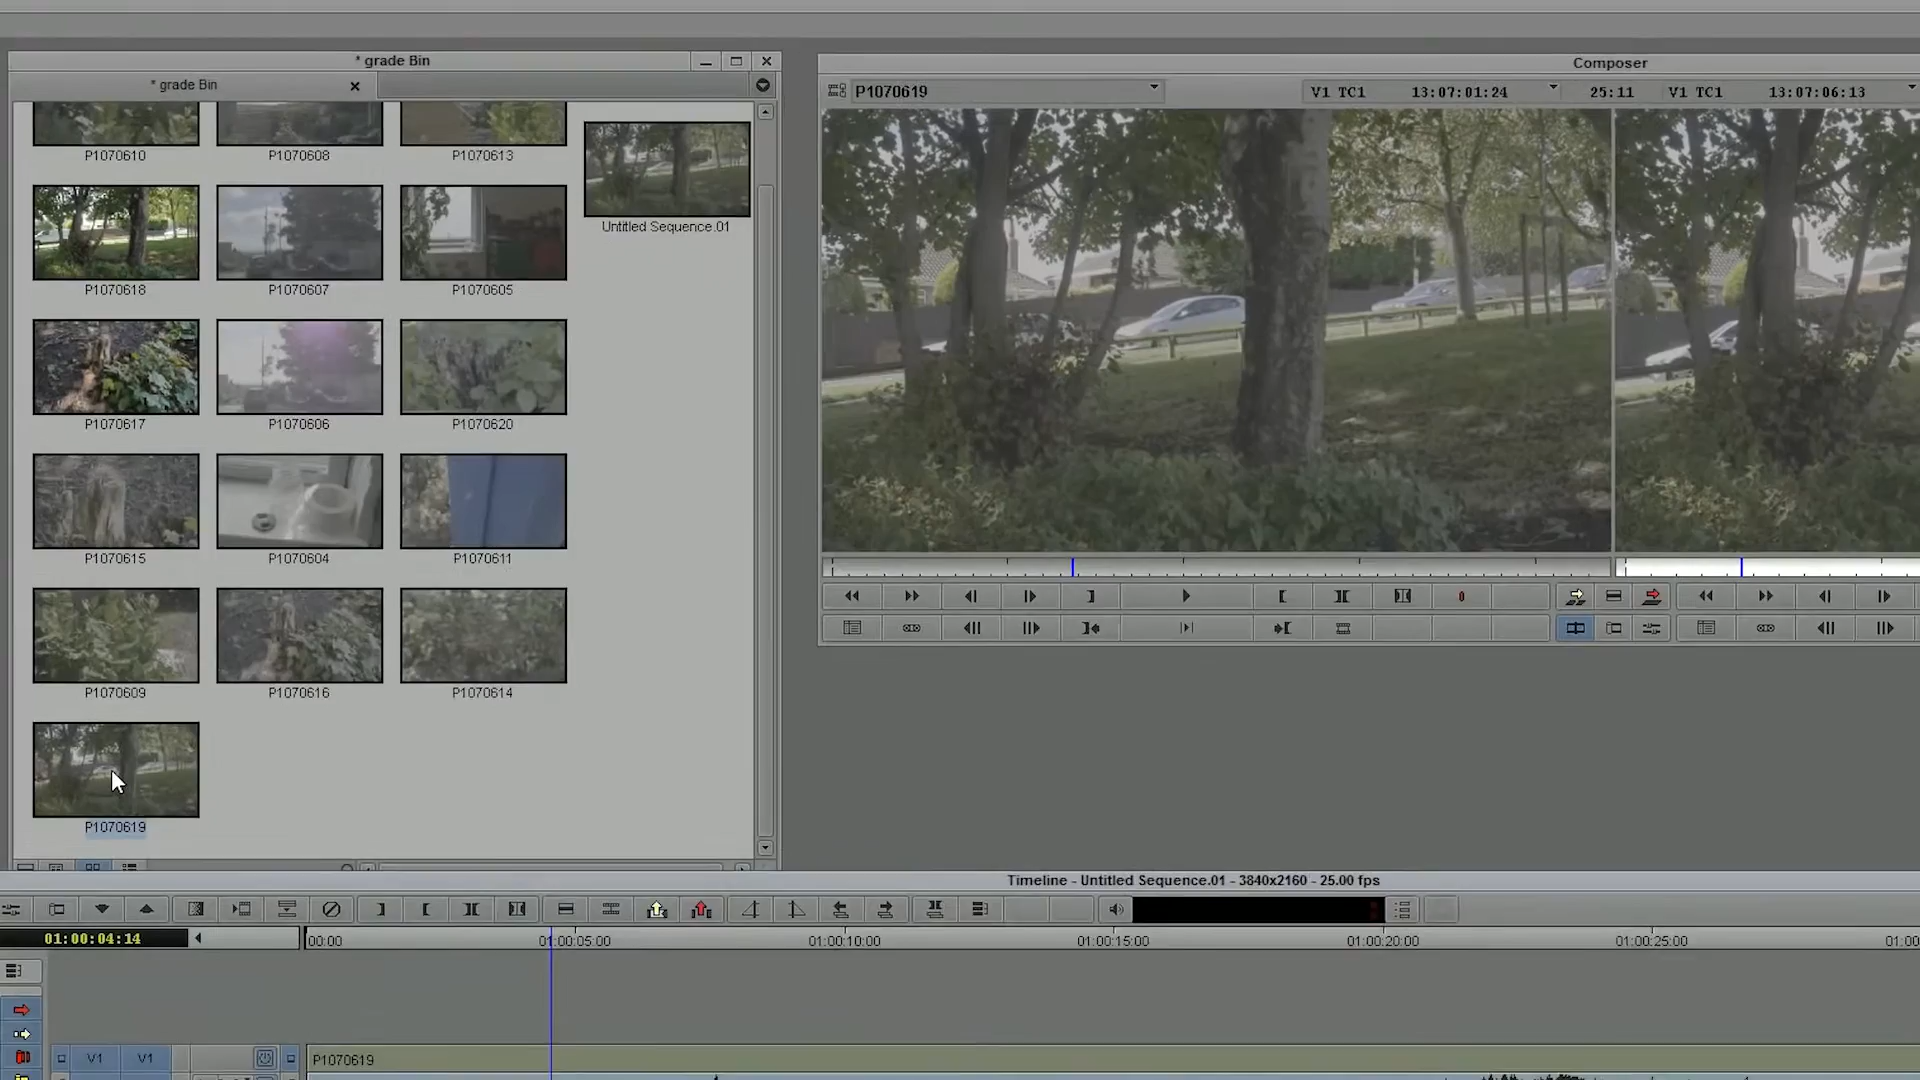 * grade Bin
* grade Bin
P1070610
P1070608
P1070613
Untitled Sequence.01
P1070618
P1070607
P1070605
P1070617
P1070606
P1070620
P1070615
P1070604
P1070611
P1070609
P1070616
P1070614
P1070619
Composer
P1070619
V1 TC1
13:07:01:24
25:11
V1 TC1
13:07:06:13
Timeline - Untitled Sequence.01 - 3840x2160 - 25.00 fps
01:00:04:14
00:00
01:00:05:00
01:00:10:00
01:00:15:00
01:00:20:00
01:00:25:00
01:00
V1
V1
P1070619